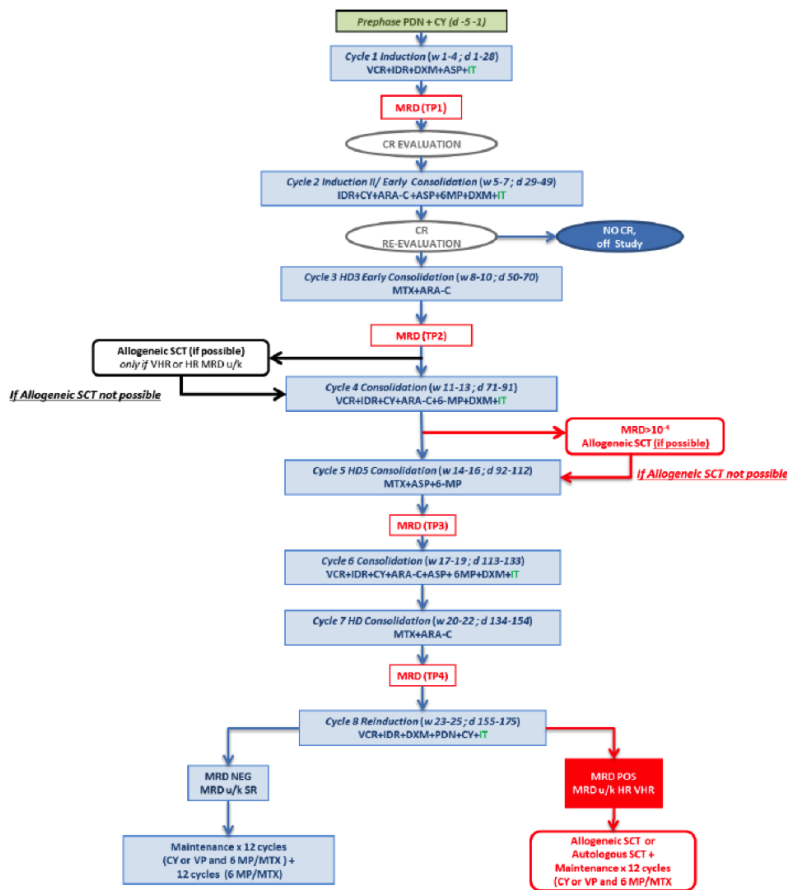 Prephase PDN + CY (d -5 -1)
Cycle 1 Induction (w 1-4 ; d 1-28)
VCR+IDR+DXM+ASP+IT
MRD (TP1)
CR EVALUATION
Cycle 2 Induction II/ Early Consolidation (w 5-7 ; d 29-49)
IDR+CY+ARA-C +ASP+6MP+DXM+IT
CR
RE-EVALUATION
NO CR,
off Study
Cycle 3 HD3 Early Consolidation (w 8-10 ; d 50-70)
MTX+ARA-C
MRD (TP2)
Allogeneic SCT (if possible)
only if VHR or HR MRD u/k
If Allogeneic SCT not possible
Cycle 4 Consolidation (w 11-13 ; d 71-91)
VCR+IDR+CY+ARA-C+6-MP+DXM+IT
MRD>10⁻⁴
Allogeneic SCT (if possible)
If Allogeneic SCT not possible
Cycle 5 HD5 Consolidation (w 14-16 ; d 92-112)
MTX+ASP+6-MP
MRD (TP3)
Cycle 6 Consolidation (w 17-19 ; d 113-133)
VCR+IDR+CY+ARA-C+ASP+ 6MP+DXM+IT
Cycle 7 HD Consolidation (w 20-22 ; d 134-154)
MTX+ARA-C
MRD (TP4)
Cycle 8 Reinduction (w 23-25 ; d 155-175)
VCR+IDR+DXM+PDN+CY+IT
MRD NEG
MRD u/k SR
MRD POS
MRD u/k HR VHR
Maintenance x 12 cycles
(CY or VP and 6 MP/MTX ) +
12 cycles (6 MP/MTX)
Allogeneic SCT or
Autologous SCT +
Maintenance x 12 cycles
(CY or VP and 6 MP/MTX